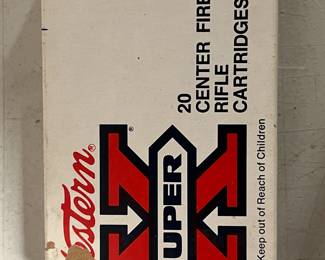 estern®
X
UPER
X
®
20
CENTER FIRE
RIFLE
CARTRIDGES
Keep out of Reach of Children